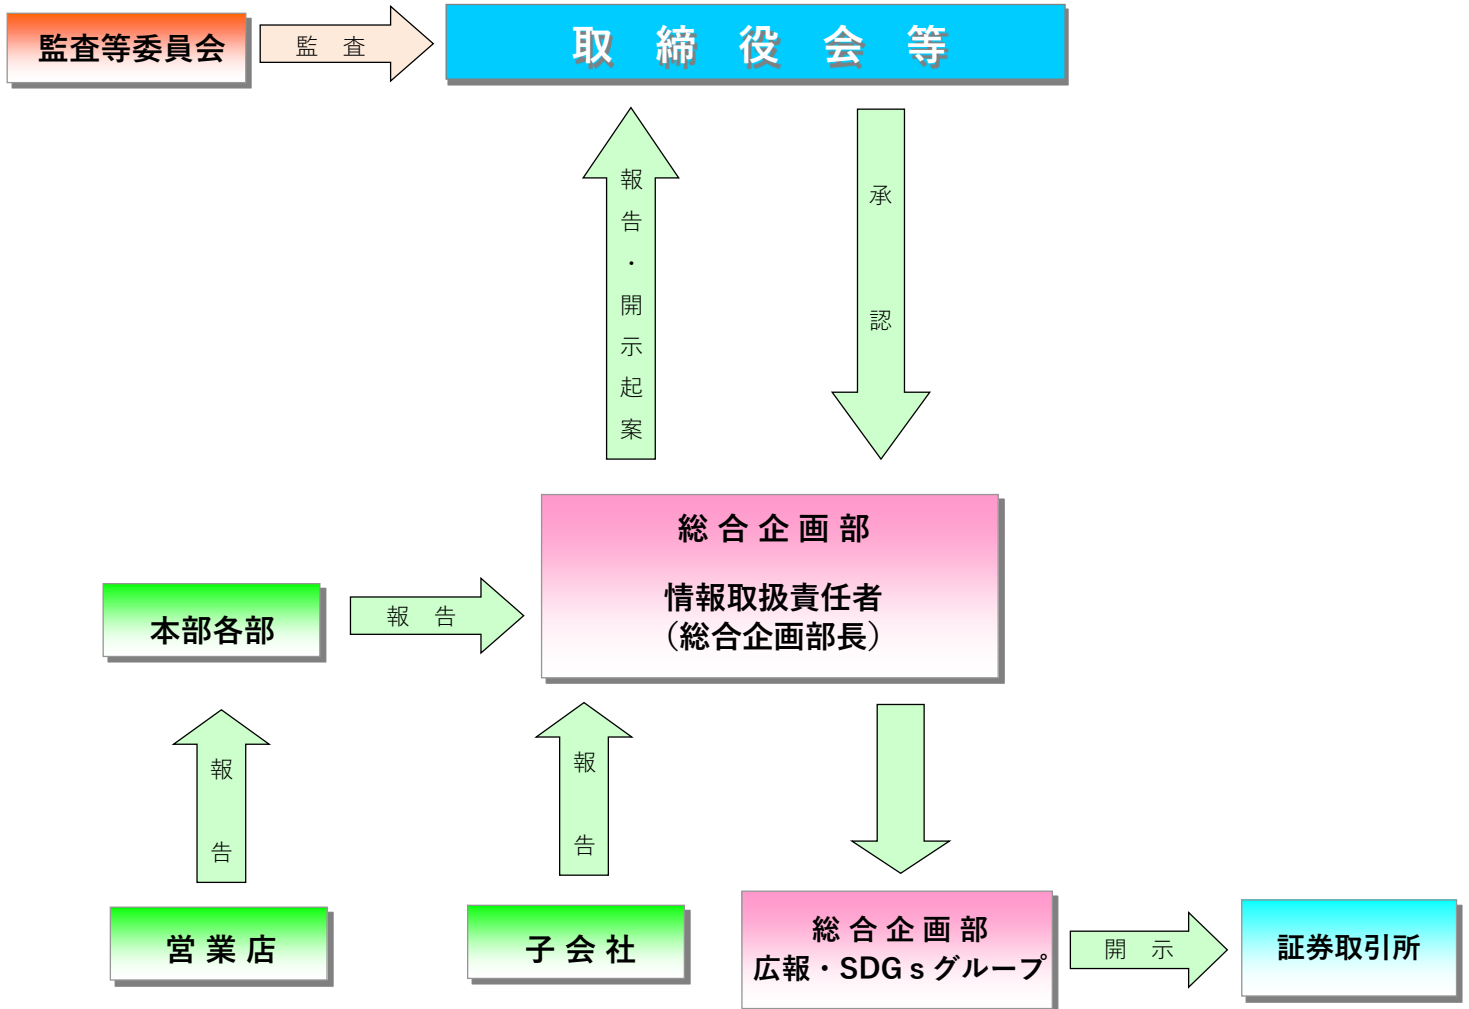 監査等委員会
監　査
取　締　役　会　等
報告・開示起案
承認
総 合 企 画 部
情報取扱責任者
（総合企画部長）
本部各部
報　告
報告
報告
営 業 店
子 会 社
総 合 企 画 部
広報・SDGｓグループ
開　示
証券取引所